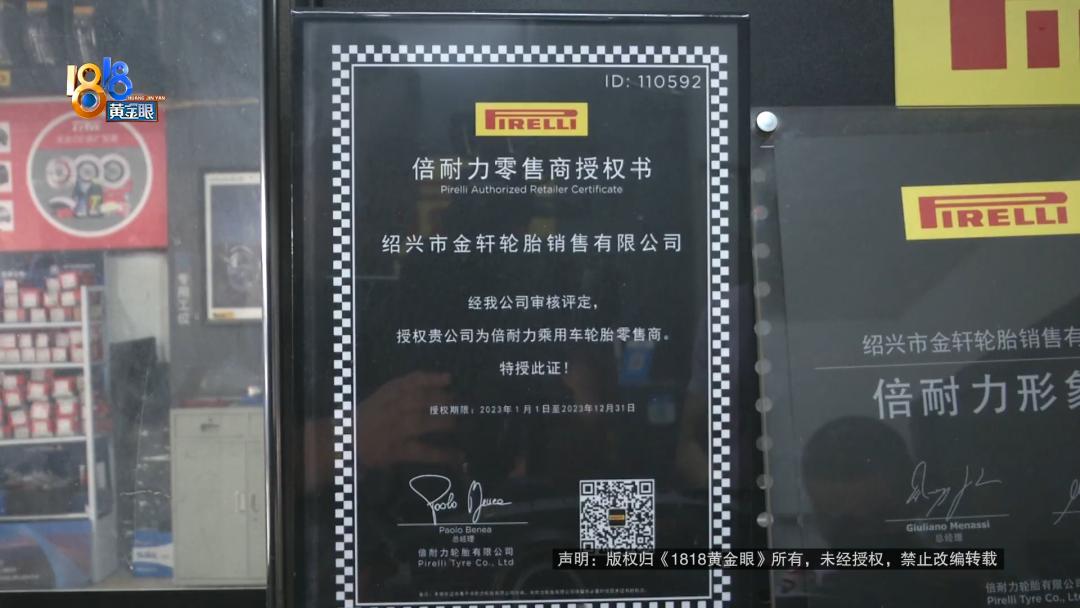 1818
HUANG JIN YAN
黄金眼
ID: 110592
PIRELLI
倍耐力零售商授权书
Pirelli Authorized Retailer Certificate
绍兴市金轩轮胎销售有限公司
经我公司审核评定，
授权贵公司为倍耐力乘用车轮胎零售商。
特授此证！
授权期限：2023年1月1日至2023年12月31日
Paolo Benea
Paolo Benea
总经理
倍耐力轮胎有限公司
Pirelli Tyre Co., Ltd
PIRELLI
绍兴市金轩轮胎销售有
倍耐力形象
Giuliano Menassi
总经理
倍耐力轮胎有限公司
Pirelli Tyre Co., Lt
声明：版权归《1818黄金眼》所有，未经授权，禁止改编转载